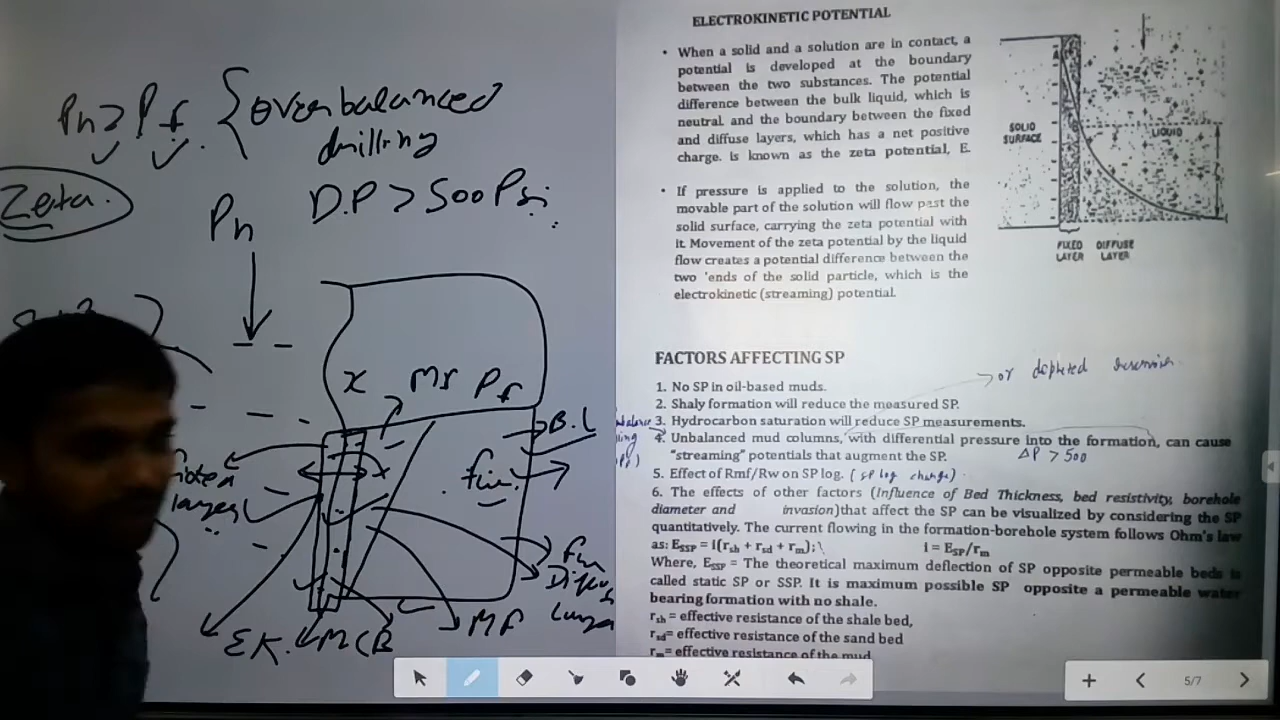 Pn > Pf { Overbalanced
drilling
Zeta.
D.P > 500 Psi
Pn
x
Pf
B.L
fm.
layer
fm
E.K.
MCR
MF
ELECTROKINETIC POTENTIAL
• When a solid and a solution are in contact, a
potential is developed at the boundary
between the two substances. The potential
difference between the bulk liquid, which is
neutral and the boundary between the fixed
and diffuse layers, which has a net positive
charge. is known as the zeta potential, E.
• If pressure is applied to the solution, the
movable part of the solution will flow past the
solid surface, carrying the zeta potential with
it. Movement of the zeta potential by the liquid
flow creates a potential difference between the
two 'ends of the solid particle, which is the
electrokinetic (streaming) potential.
SOLID
SURFACE
LIQUID
FIXED
LAYER
DIFFUSE
LAYER
FACTORS AFFECTING SP
or depleted
1. No SP in oil-based muds.
2. Shaly formation will reduce the measured SP.
3. Hydrocarbon saturation will reduce SP measurements.
4. Unbalanced mud columns, with differential pressure into the formation, can cause
"streaming" potentials that augment the SP.
ΔP > 500
5. Effect of Rmf/Rw on SP log. (SP log change).
6. The effects of other factors (Influence of Bed Thickness, bed resistivity, borehole
diameter and invasion)that affect the SP can be visualized by considering the SP
quantitatively. The current flowing in the formation-borehole system follows Ohm's law
as: ESSP = I(rsh + rsd + rm);\ i = ESP/rm
Where, ESSP = The theoretical maximum deflection of SP opposite permeable beds is
called static SP or SSP. It is maximum possible SP opposite a permeable water
bearing formation with no shale.
rsh = effective resistance of the shale bed,
rsd= effective resistance of the sand bed
rm= effective resistance of the mud
5/7